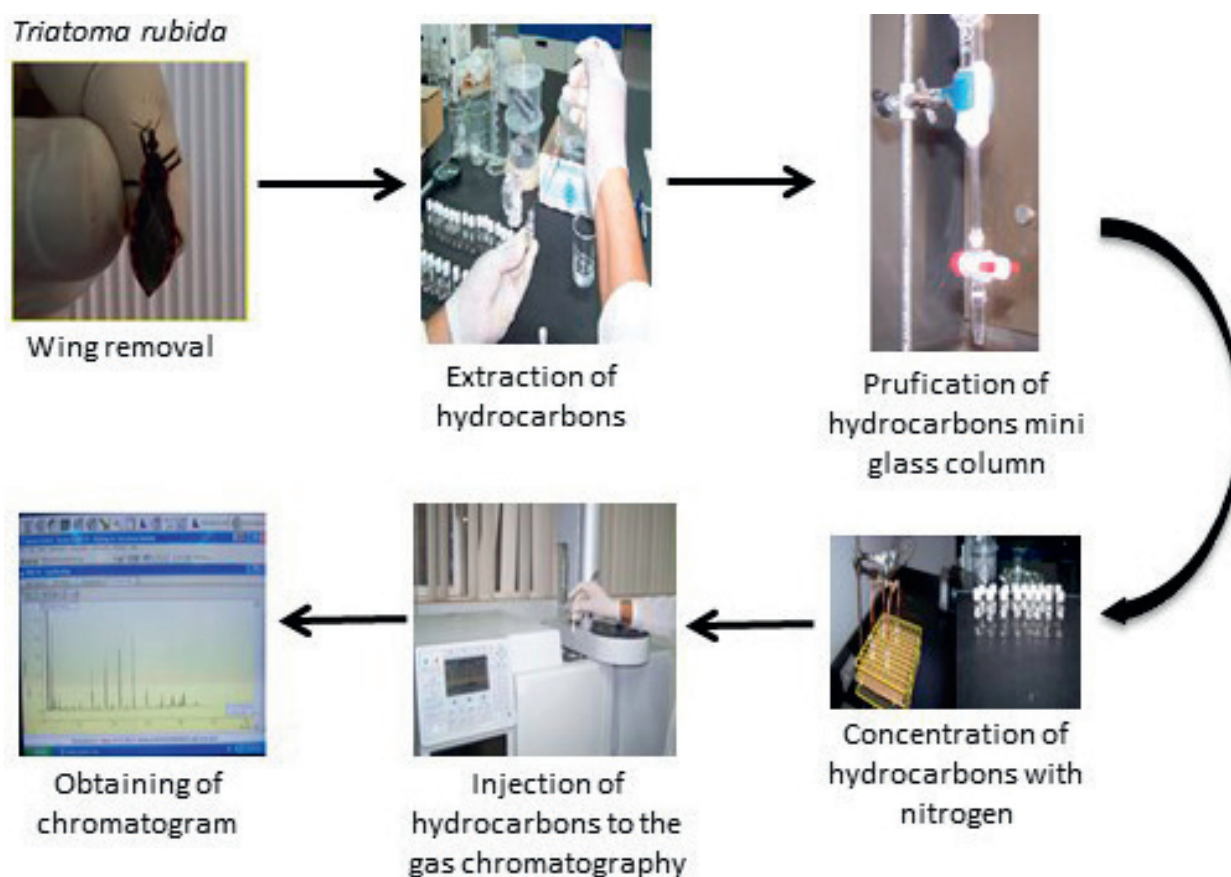 Triatoma rubida
Wing removal
Extraction of
hydrocarbons
Prufication of
hydrocarbons mini
glass column
Concentration of
hydrocarbons with
nitrogen
Injection of
hydrocarbons to the
gas chromatography
Obtaining of
chromatogram